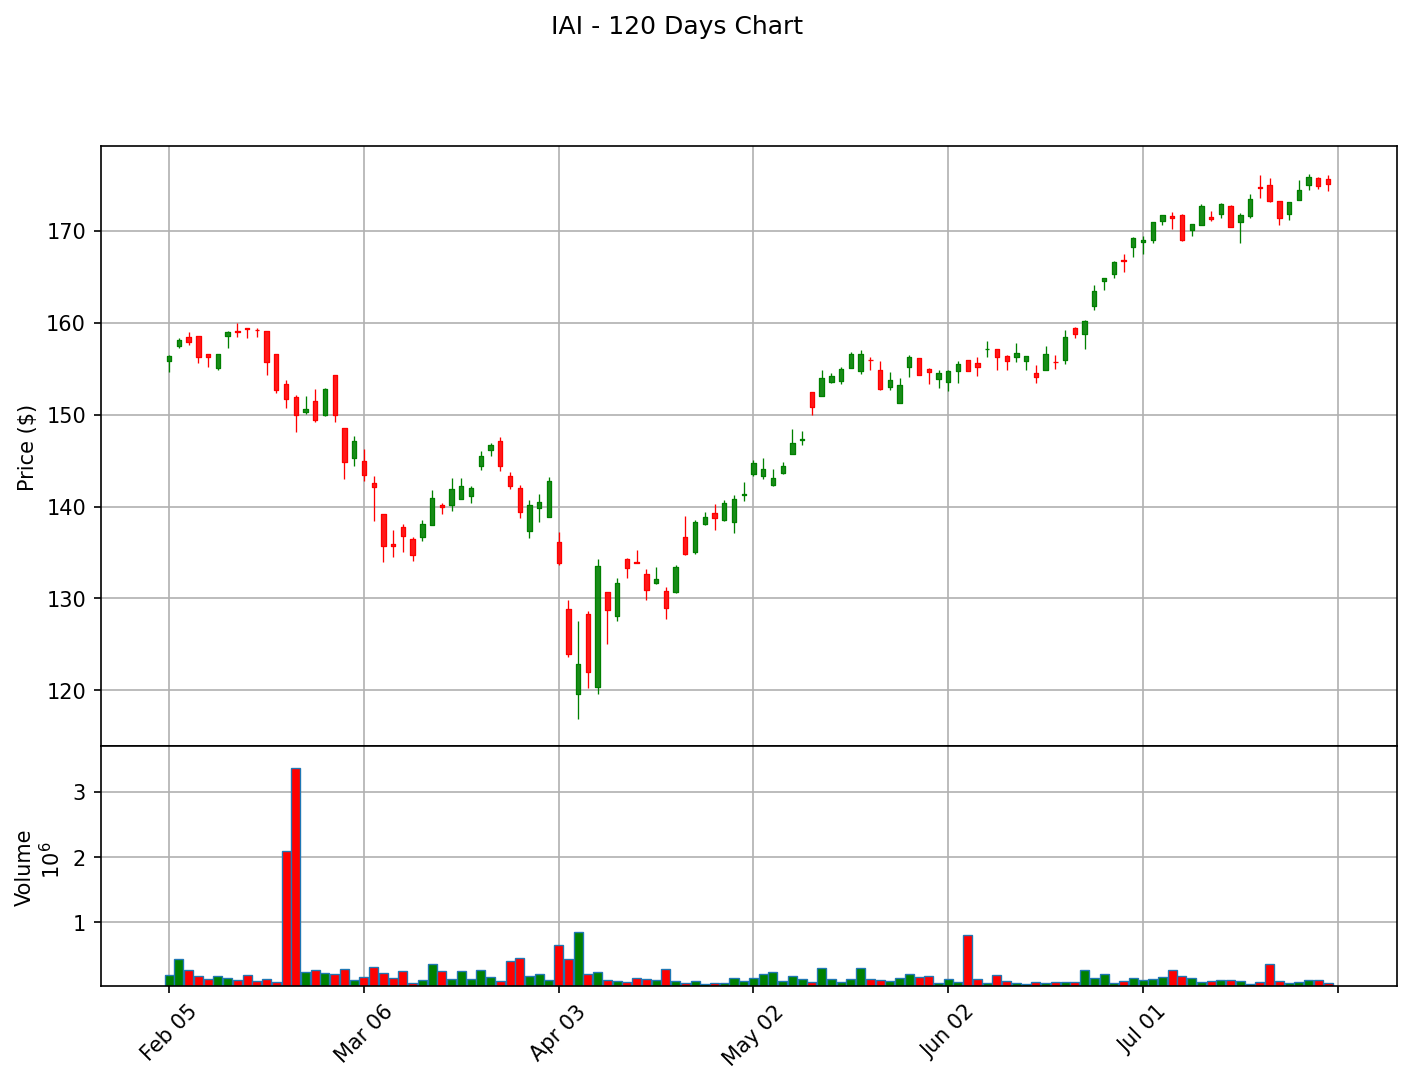 IAI - 120 Days Chart
Price ($)
170
160
150
140
130
120
Volume
10^6
3
2
1
Feb 05
Mar 06
Apr 03
May 02
Jun 02
Jul 01